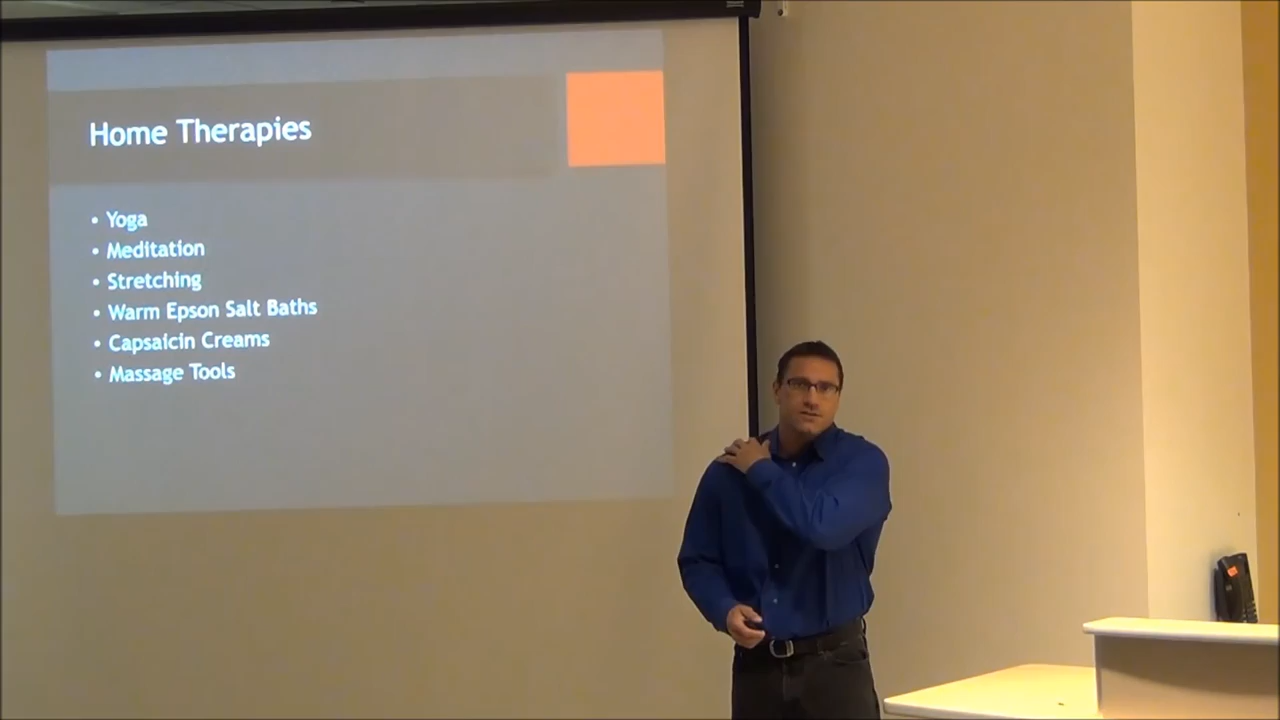 Home Therapies
• Yoga
• Meditation
• Stretching
• Warm Epson Salt Baths
• Capsaicin Creams
• Massage Tools